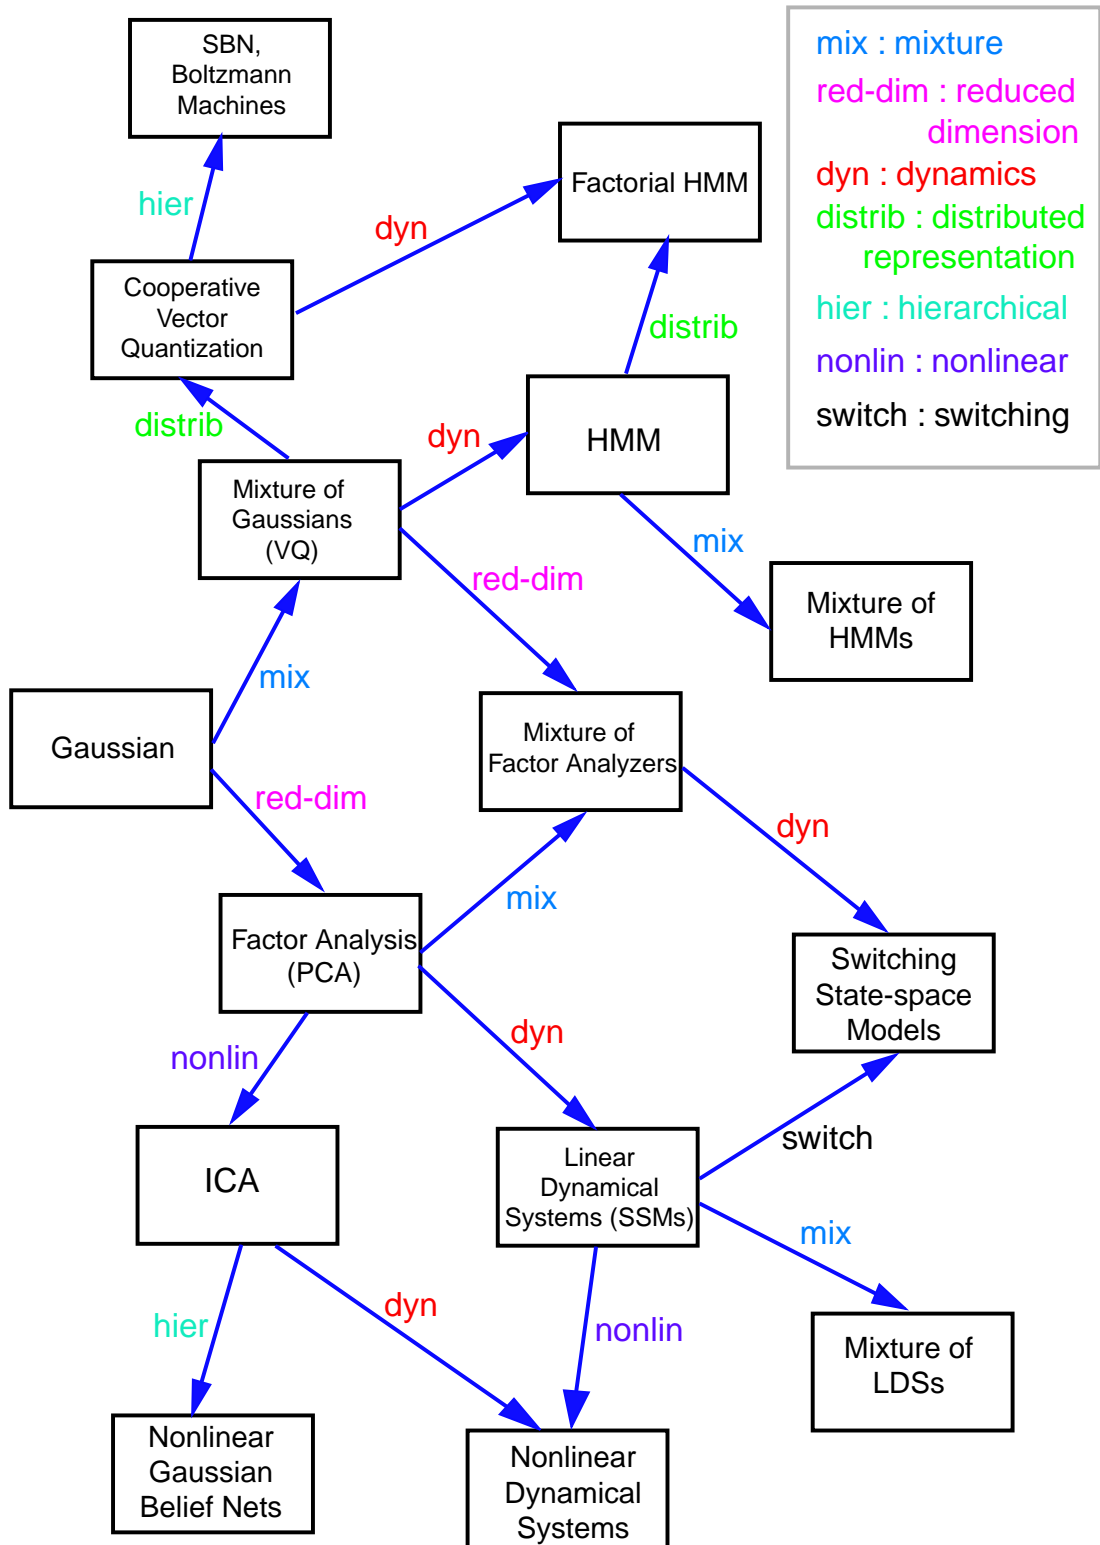 SBN,
Boltzmann
Machines
mix : mixture
red-dim : reduced
dimension
dyn : dynamics
distrib : distributed
representation
hier : hierarchical
nonlin : nonlinear
switch : switching
Factorial HMM
hier
dyn
Cooperative
Vector
Quantization
distrib
distrib
dyn
HMM
Mixture of
Gaussians
(VQ)
mix
red-dim
Mixture of
HMMs
mix
Gaussian
Mixture of
Factor Analyzers
red-dim
dyn
mix
Factor Analysis
(PCA)
Switching
State-space
Models
nonlin
dyn
switch
ICA
Linear
Dynamical
Systems (SSMs)
mix
hier
dyn
nonlin
Mixture of
LDSs
Nonlinear
Gaussian
Belief Nets
Nonlinear
Dynamical
Systems